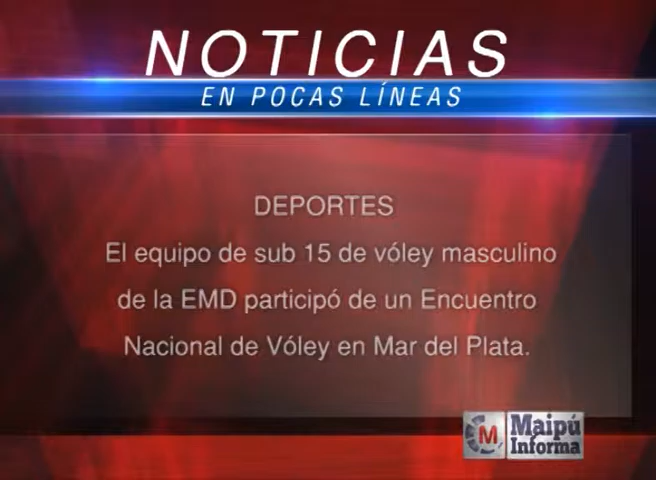 NOTICIAS
EN POCAS LÍNEAS
DEPORTES
El equipo de sub 15 de vóley masculino
de la EMD participó de un Encuentro
Nacional de Vóley en Mar del Plata.
M
Maipú
Informa